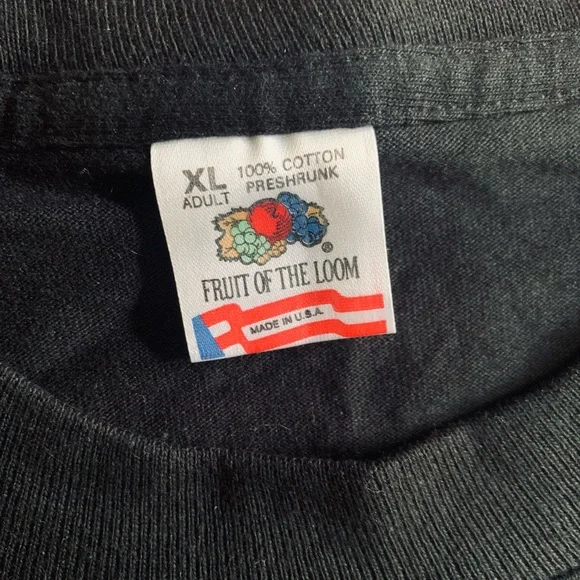 XL 100% COTTON
ADULT PRESHRUNK
®
FRUIT OF THE LOOM
MADE IN U.S.A.